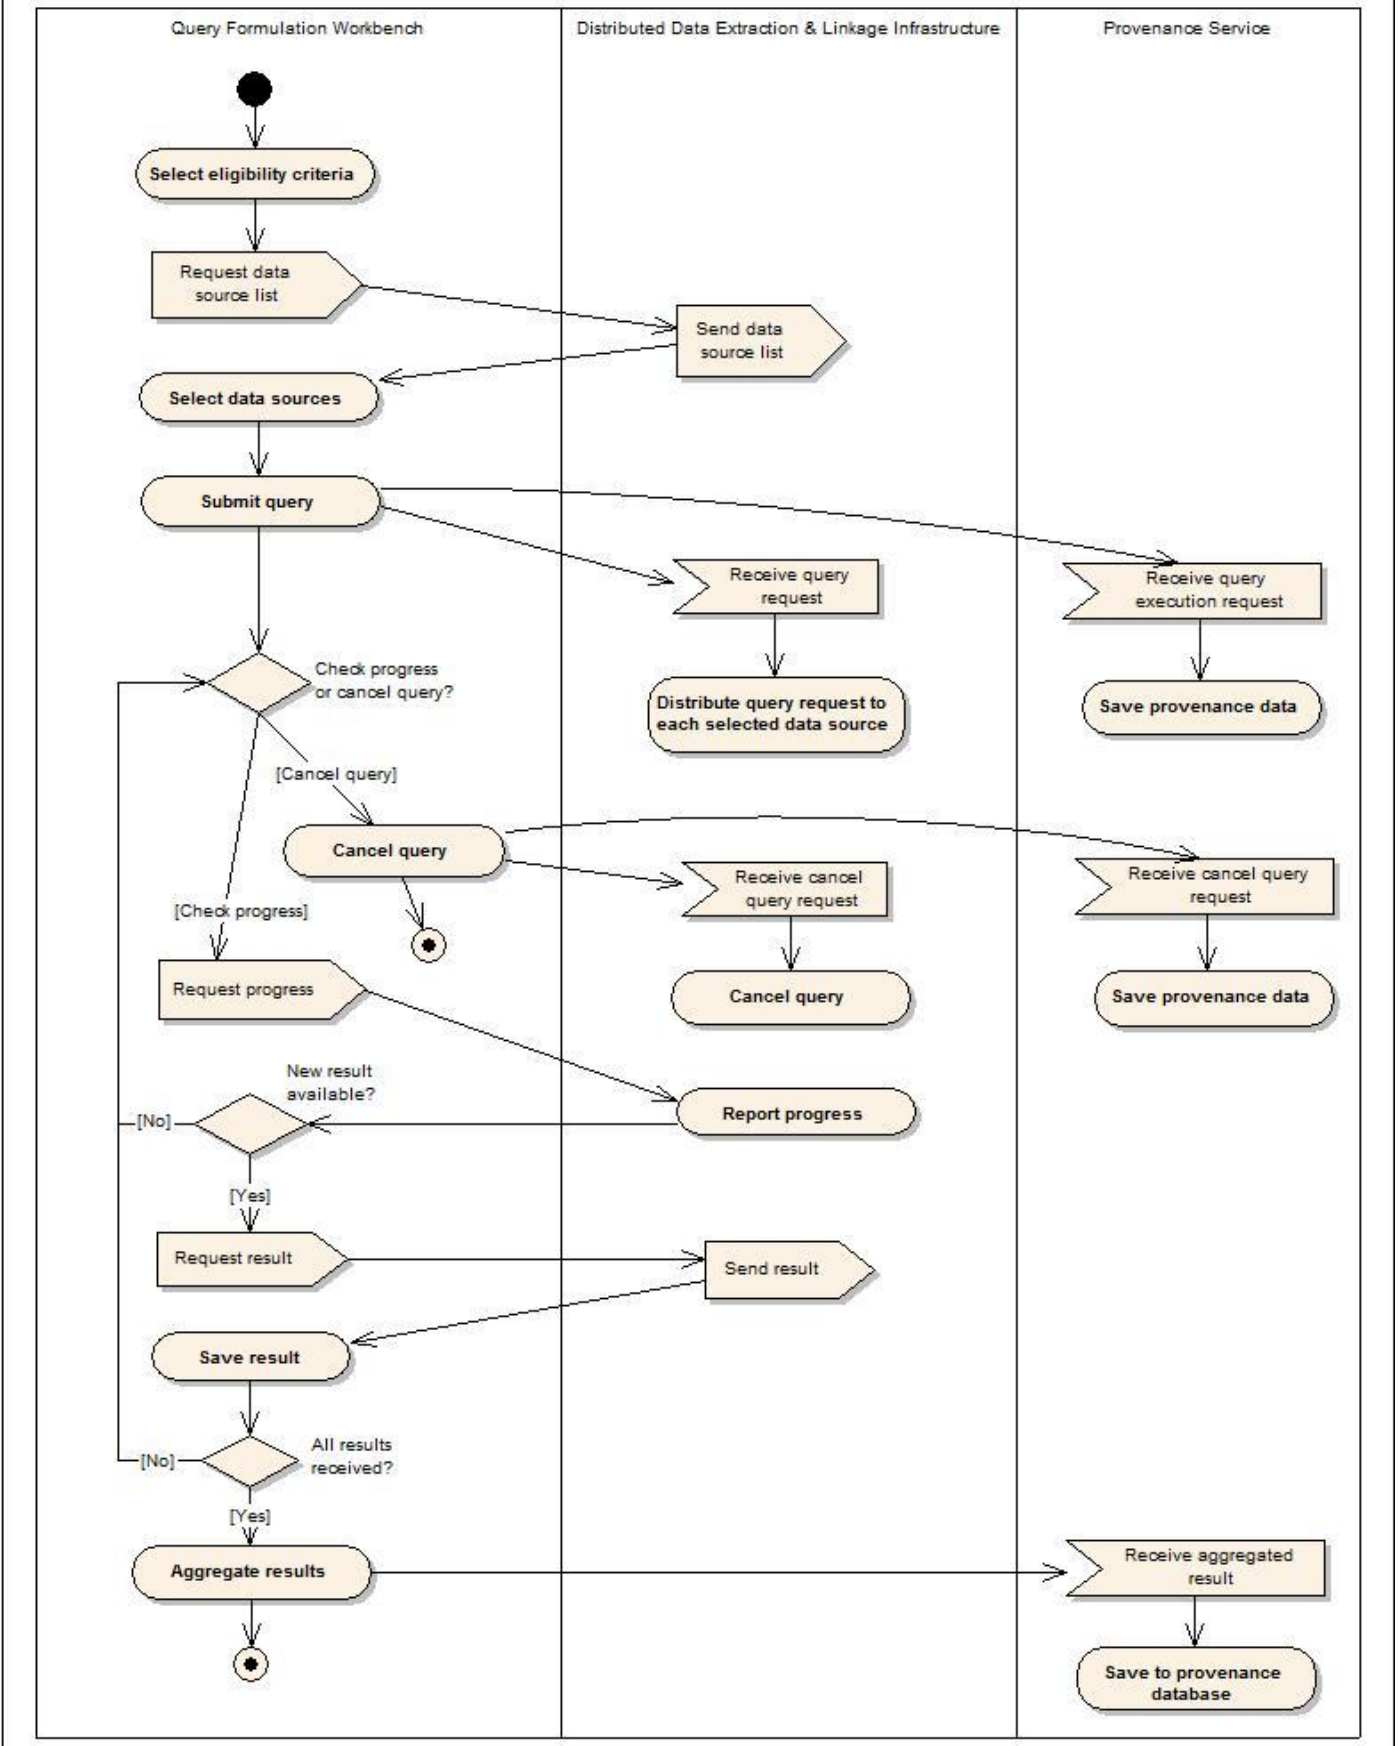 Query Formulation Workbench
Distributed Data Extraction & Linkage Infrastructure
Provenance Service
Select eligibility criteria
Request data
source list
Send data
source list
Select data sources
Submit query
Receive query
request
Receive query
execution request
Check progress
or cancel query?
Distribute query request to
each selected data source
Save provenance data
[Cancel query]
Cancel query
Receive cancel
query request
Receive cancel query
request
[Check progress]
Request progress
Cancel query
Save provenance data
New result
available?
Report progress
[No]
[Yes]
Request result
Send result
Save result
All results
received?
[No]
[Yes]
Aggregate results
Receive aggregated
result
Save to provenance
database